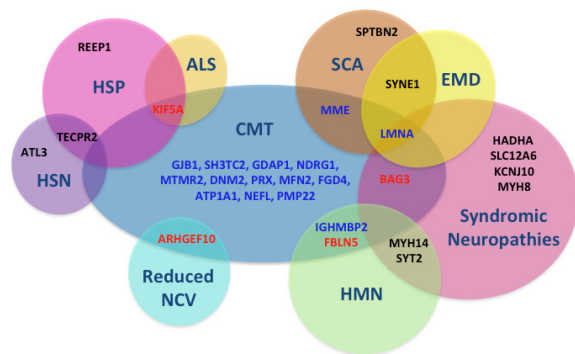 SPTBN2
REEP1
ALS
SCA
HSP
SYNE1
EMD
KIF5A
MME
CMT
LMNA
TECPR2
ATL3
HSN
GJB1, SH3TC2, GDAP1, NDRG1,
MTMR2, DNM2, PRX, MFN2, FGD4,
ATP1A1, NEFL, PMP22
BAG3
HADHA
SLC12A6
KCNJ10
MYH8
Syndromic
Neuropathies
ARHGEF10
Reduced
NCV
IGHMBP2
FBLN5
MYH14
SYT2
HMN